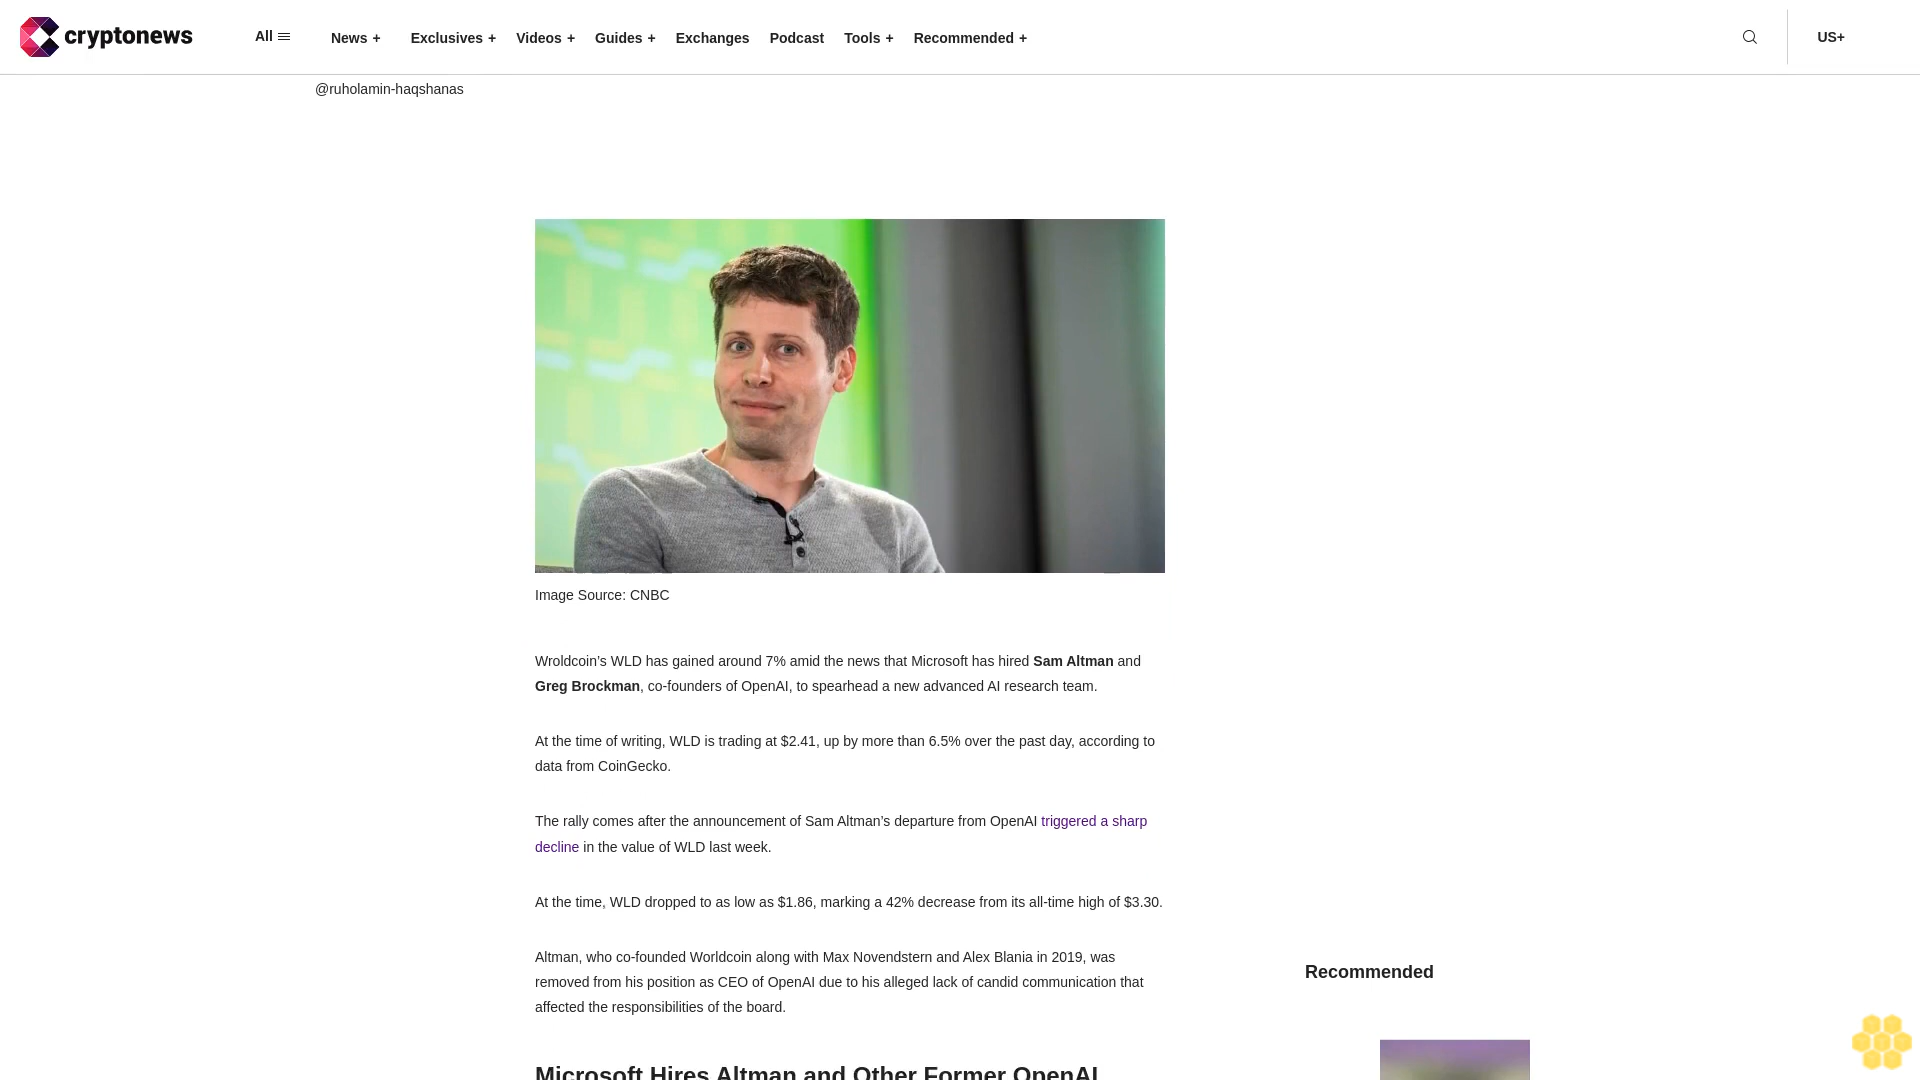 cryptonews
All
News +
Exclusives +
Videos +
Guides +
Exchanges
Podcast
Tools +
Recommended +
US+
@ruholamin-haqshanas
Image Source: CNBC
Wroldcoin’s WLD has gained around 7% amid the news that Microsoft has hired Sam Altman and
Greg Brockman, co-founders of OpenAI, to spearhead a new advanced AI research team.
At the time of writing, WLD is trading at $2.41, up by more than 6.5% over the past day, according to
data from CoinGecko.
The rally comes after the announcement of Sam Altman’s departure from OpenAI triggered a sharp
decline in the value of WLD last week.
At the time, WLD dropped to as low as $1.86, marking a 42% decrease from its all-time high of $3.30.
Altman, who co-founded Worldcoin along with Max Novendstern and Alex Blania in 2019, was
removed from his position as CEO of OpenAI due to his alleged lack of candid communication that
affected the responsibilities of the board.
Recommended
Microsoft Hires Altman and Other Former OpenAI